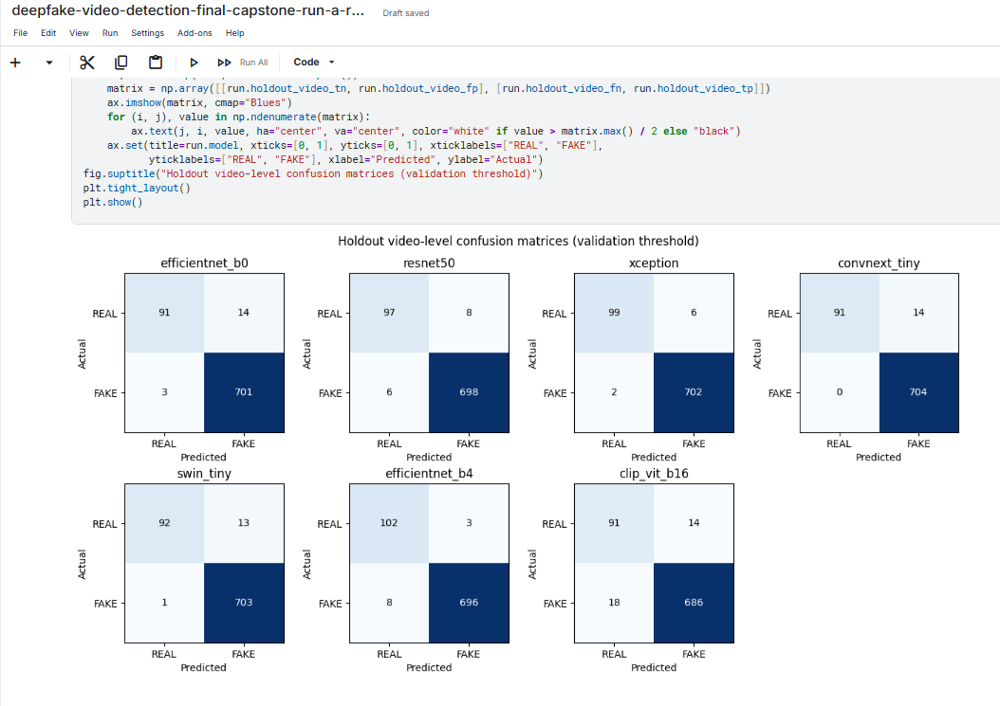 deepfake-video-detection-final-capstone-run-a-r... Draft saved
File Edit View Run Settings Add-ons Help
Run All Code
matrix = np.array([[run.holdout_video_tn, run.holdout_video_fp], [run.holdout_video_fn, run.holdout_video_tp]])
ax.imshow(matrix, cmap="Blues")
for (i, j), value in np.ndenumerate(matrix):
ax.text(j, i, value, ha="center", va="center", color="white" if value > matrix.max() / 2 else "black")
ax.set(title=run.model, xticks=[0, 1], yticks=[0, 1], xticklabels=["REAL", "FAKE"],
yticklabels=["REAL", "FAKE"], xlabel="Predicted", ylabel="Actual")
fig.suptitle("Holdout video-level confusion matrices (validation threshold)")
plt.tight_layout()
plt.show()
Holdout video-level confusion matrices (validation threshold)
efficientnet_b0 resnet50 xception convnext_tiny
REAL 91 14 REAL 97 8 REAL 99 6 REAL 91 14
Actual Actual Actual Actual
FAKE 3 701 FAKE 6 698 FAKE 2 702 FAKE 0 704
REAL FAKE REAL FAKE REAL FAKE REAL FAKE
Predicted Predicted Predicted Predicted
swin_tiny efficientnet_b4 clip_vit_b16
REAL 92 13 REAL 102 3 REAL 91 14
Actual Actual Actual
FAKE 1 703 FAKE 8 696 FAKE 18 686
REAL FAKE REAL FAKE REAL FAKE
Predicted Predicted Predicted